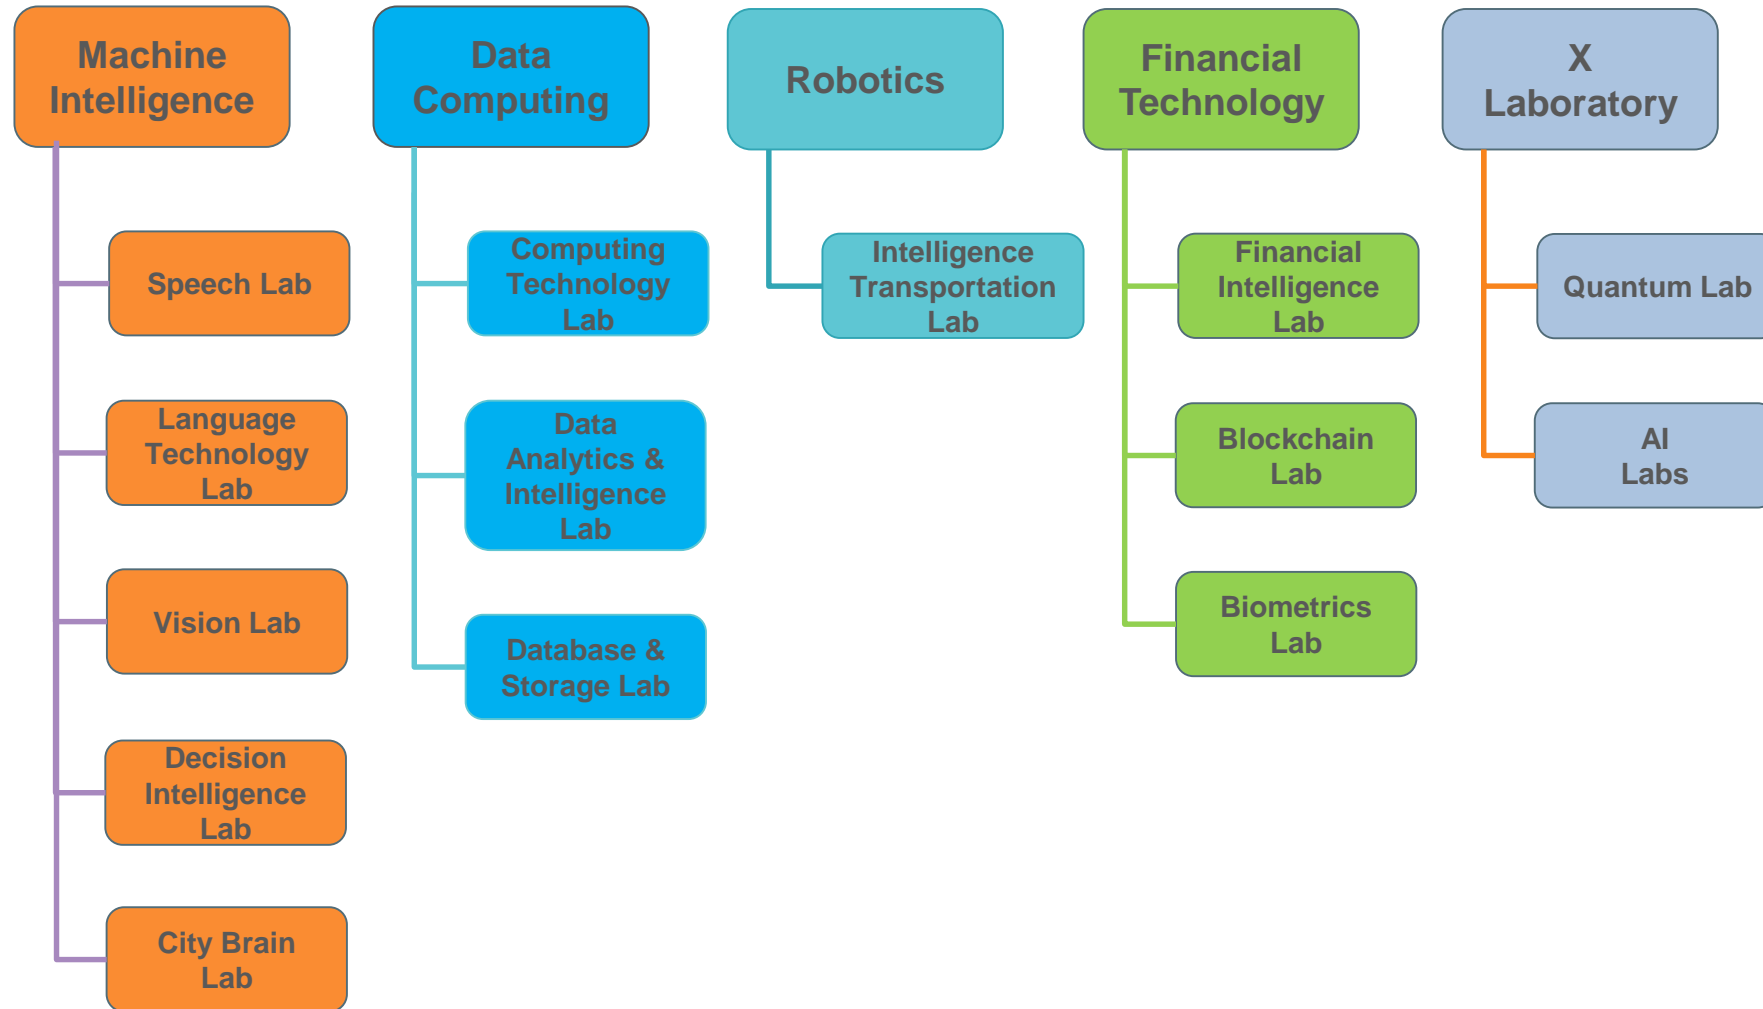 Machine
Intelligence
Data
Computing
Robotics
Financial
Technology
X
Laboratory
Speech Lab
Language
Technology
Lab
Vision Lab
Decision
Intelligence
Lab
City Brain
Lab
Computing
Technology
Lab
Data
Analytics &
Intelligence
Lab
Database &
Storage Lab
Intelligence
Transportation
Lab
Financial
Intelligence
Lab
Blockchain
Lab
Biometrics
Lab
Quantum Lab
AI
Labs